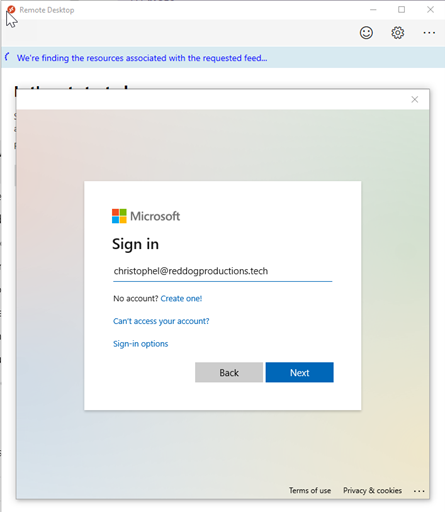 Remote Desktop
We're finding the resources associated with the requested feed...
Microsoft
Sign in
christophel@reddogproductions.tech
No account? Create one!
Can't access your account?
Sign-in options
Back
Next
Terms of use
Privacy & cookies